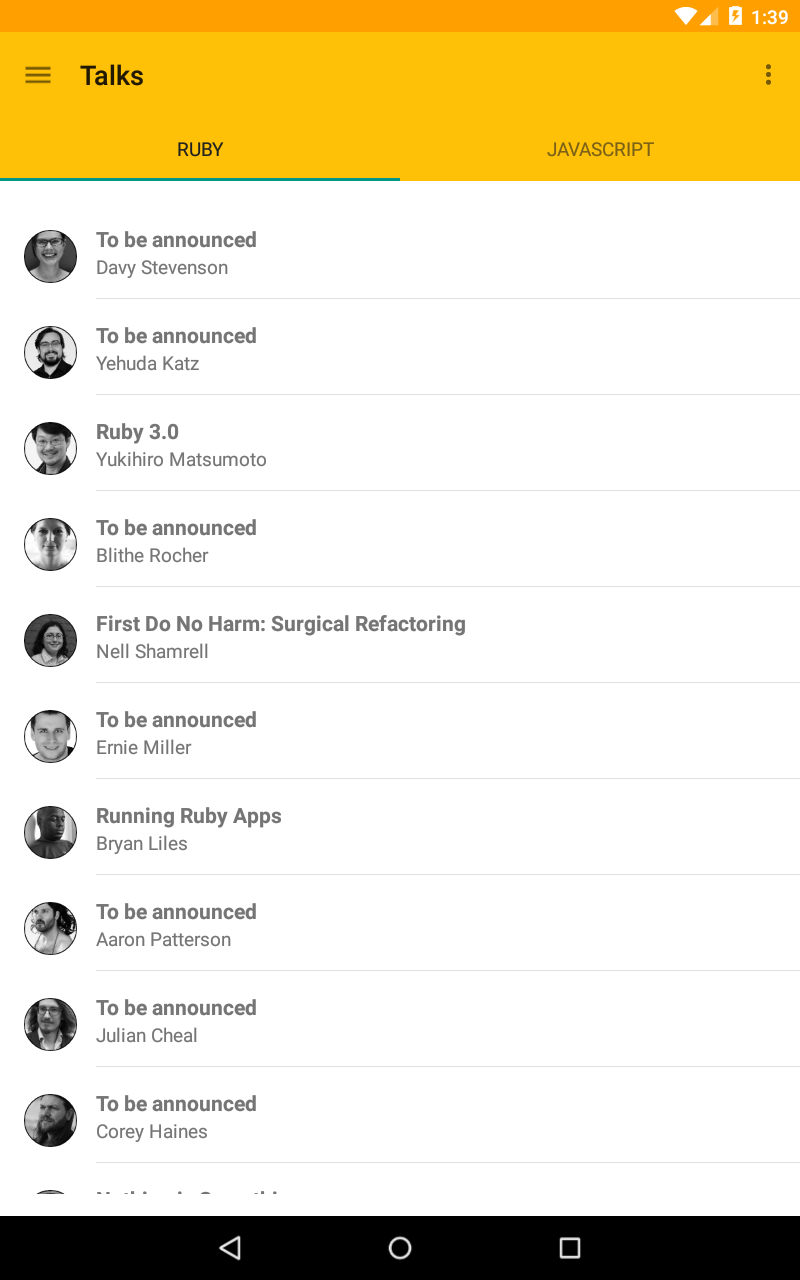 1:39
Talks
RUBY
JAVASCRIPT
To be announced
Davy Stevenson
To be announced
Yehuda Katz
Ruby 3.0
Yukihiro Matsumoto
To be announced
Blithe Rocher
First Do No Harm: Surgical Refactoring
Nell Shamrell
To be announced
Ernie Miller
Running Ruby Apps
Bryan Liles
To be announced
Aaron Patterson
To be announced
Julian Cheal
To be announced
Corey Haines